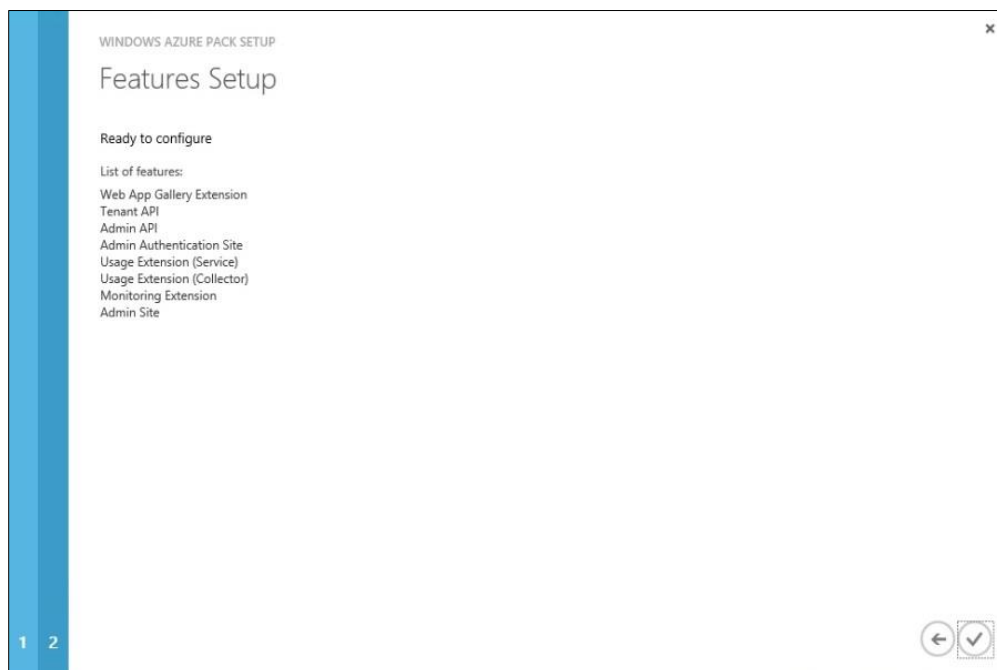 WINDOWS AZURE PACK SETUP
Features Setup
Ready to configure
List of features:
Web App Gallery Extension
Tenant API
Admin API
Admin Authentication Site
Usage Extension (Service)
Usage Extension (Collector)
Monitoring Extension
Admin Site
1 2